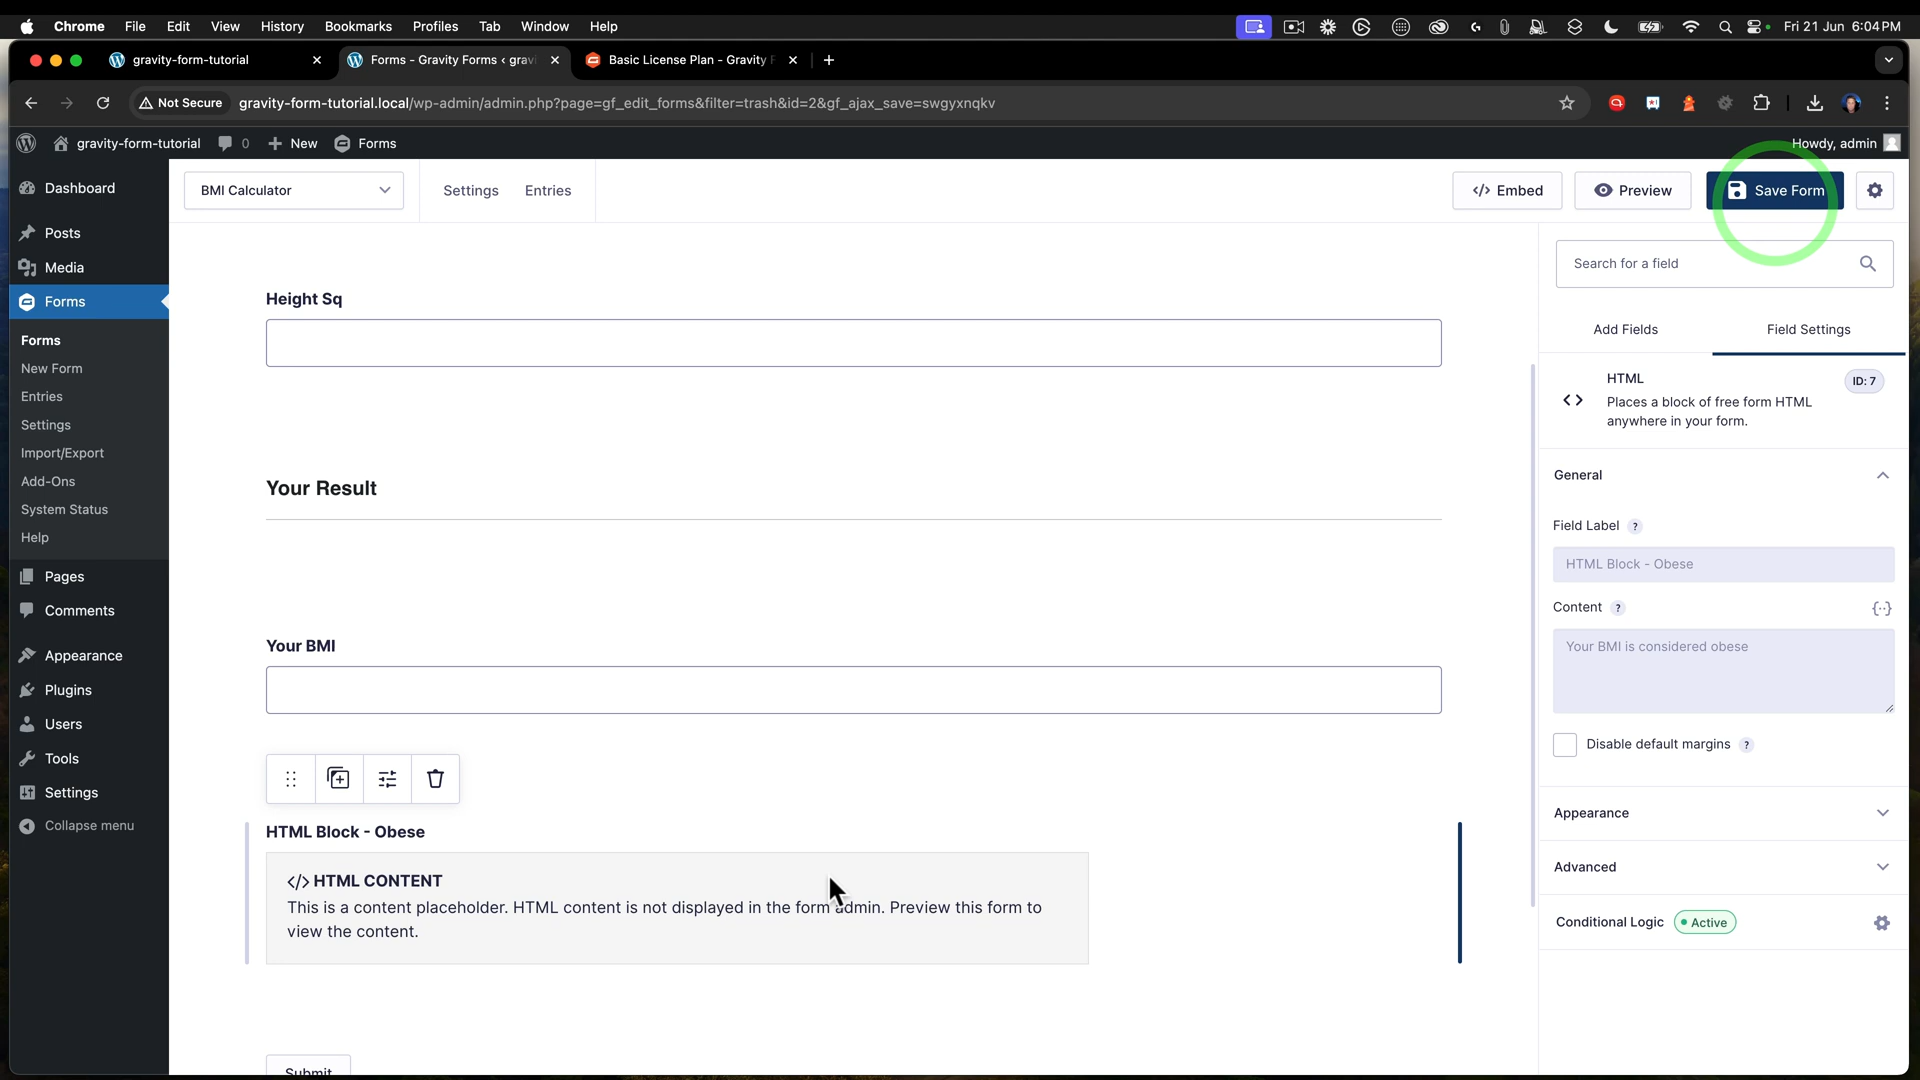 Chrome File Edit View History Bookmarks Profiles Tab Window Help Fri 21 Jun 6:04 PM
gravity-form-tutorial Forms - Gravity Forms ‹ gravi Basic License Plan - Gravity F
Not Secure gravity-form-tutorial.local/wp-admin/admin.php?page=gf_edit_forms&filter=trash&id=2&gf_ajax_save=swgyxnqkv
gravity-form-tutorial 0 New Forms Howdy, admin
Dashboard
Posts
Media
Forms
Forms
New Form
Entries
Settings
Import/Export
Add-Ons
System Status
Help
Pages
Comments
Appearance
Plugins
Users
Tools
Settings
Collapse menu
BMI Calculator Settings Entries </> Embed Preview Save Form
Height Sq
Your Result
Your BMI
HTML Block - Obese
</> HTML CONTENT
This is a content placeholder. HTML content is not displayed in the form admin. Preview this form to
view the content.
Submit
Search for a field
Add Fields Field Settings
HTML ID: 7
Places a block of free form HTML
anywhere in your form.
General
Field Label ?
HTML Block - Obese
Content ? {··}
Your BMI is considered obese
Disable default margins ?
Appearance
Advanced
Conditional Logic Active